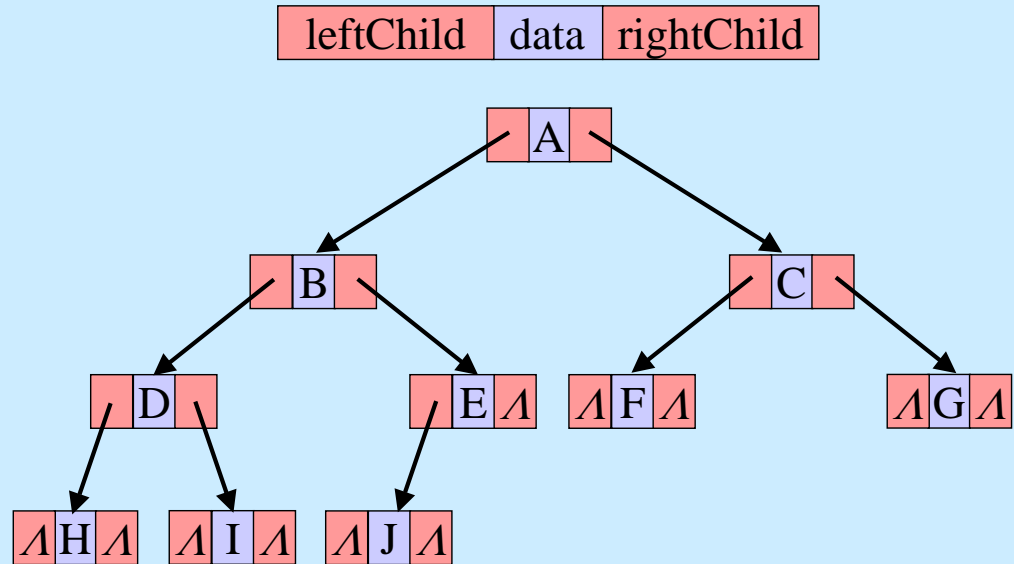 leftChild data rightChild
A
B C
D E Λ Λ F Λ Λ G Λ
Λ H Λ Λ I Λ Λ J Λ